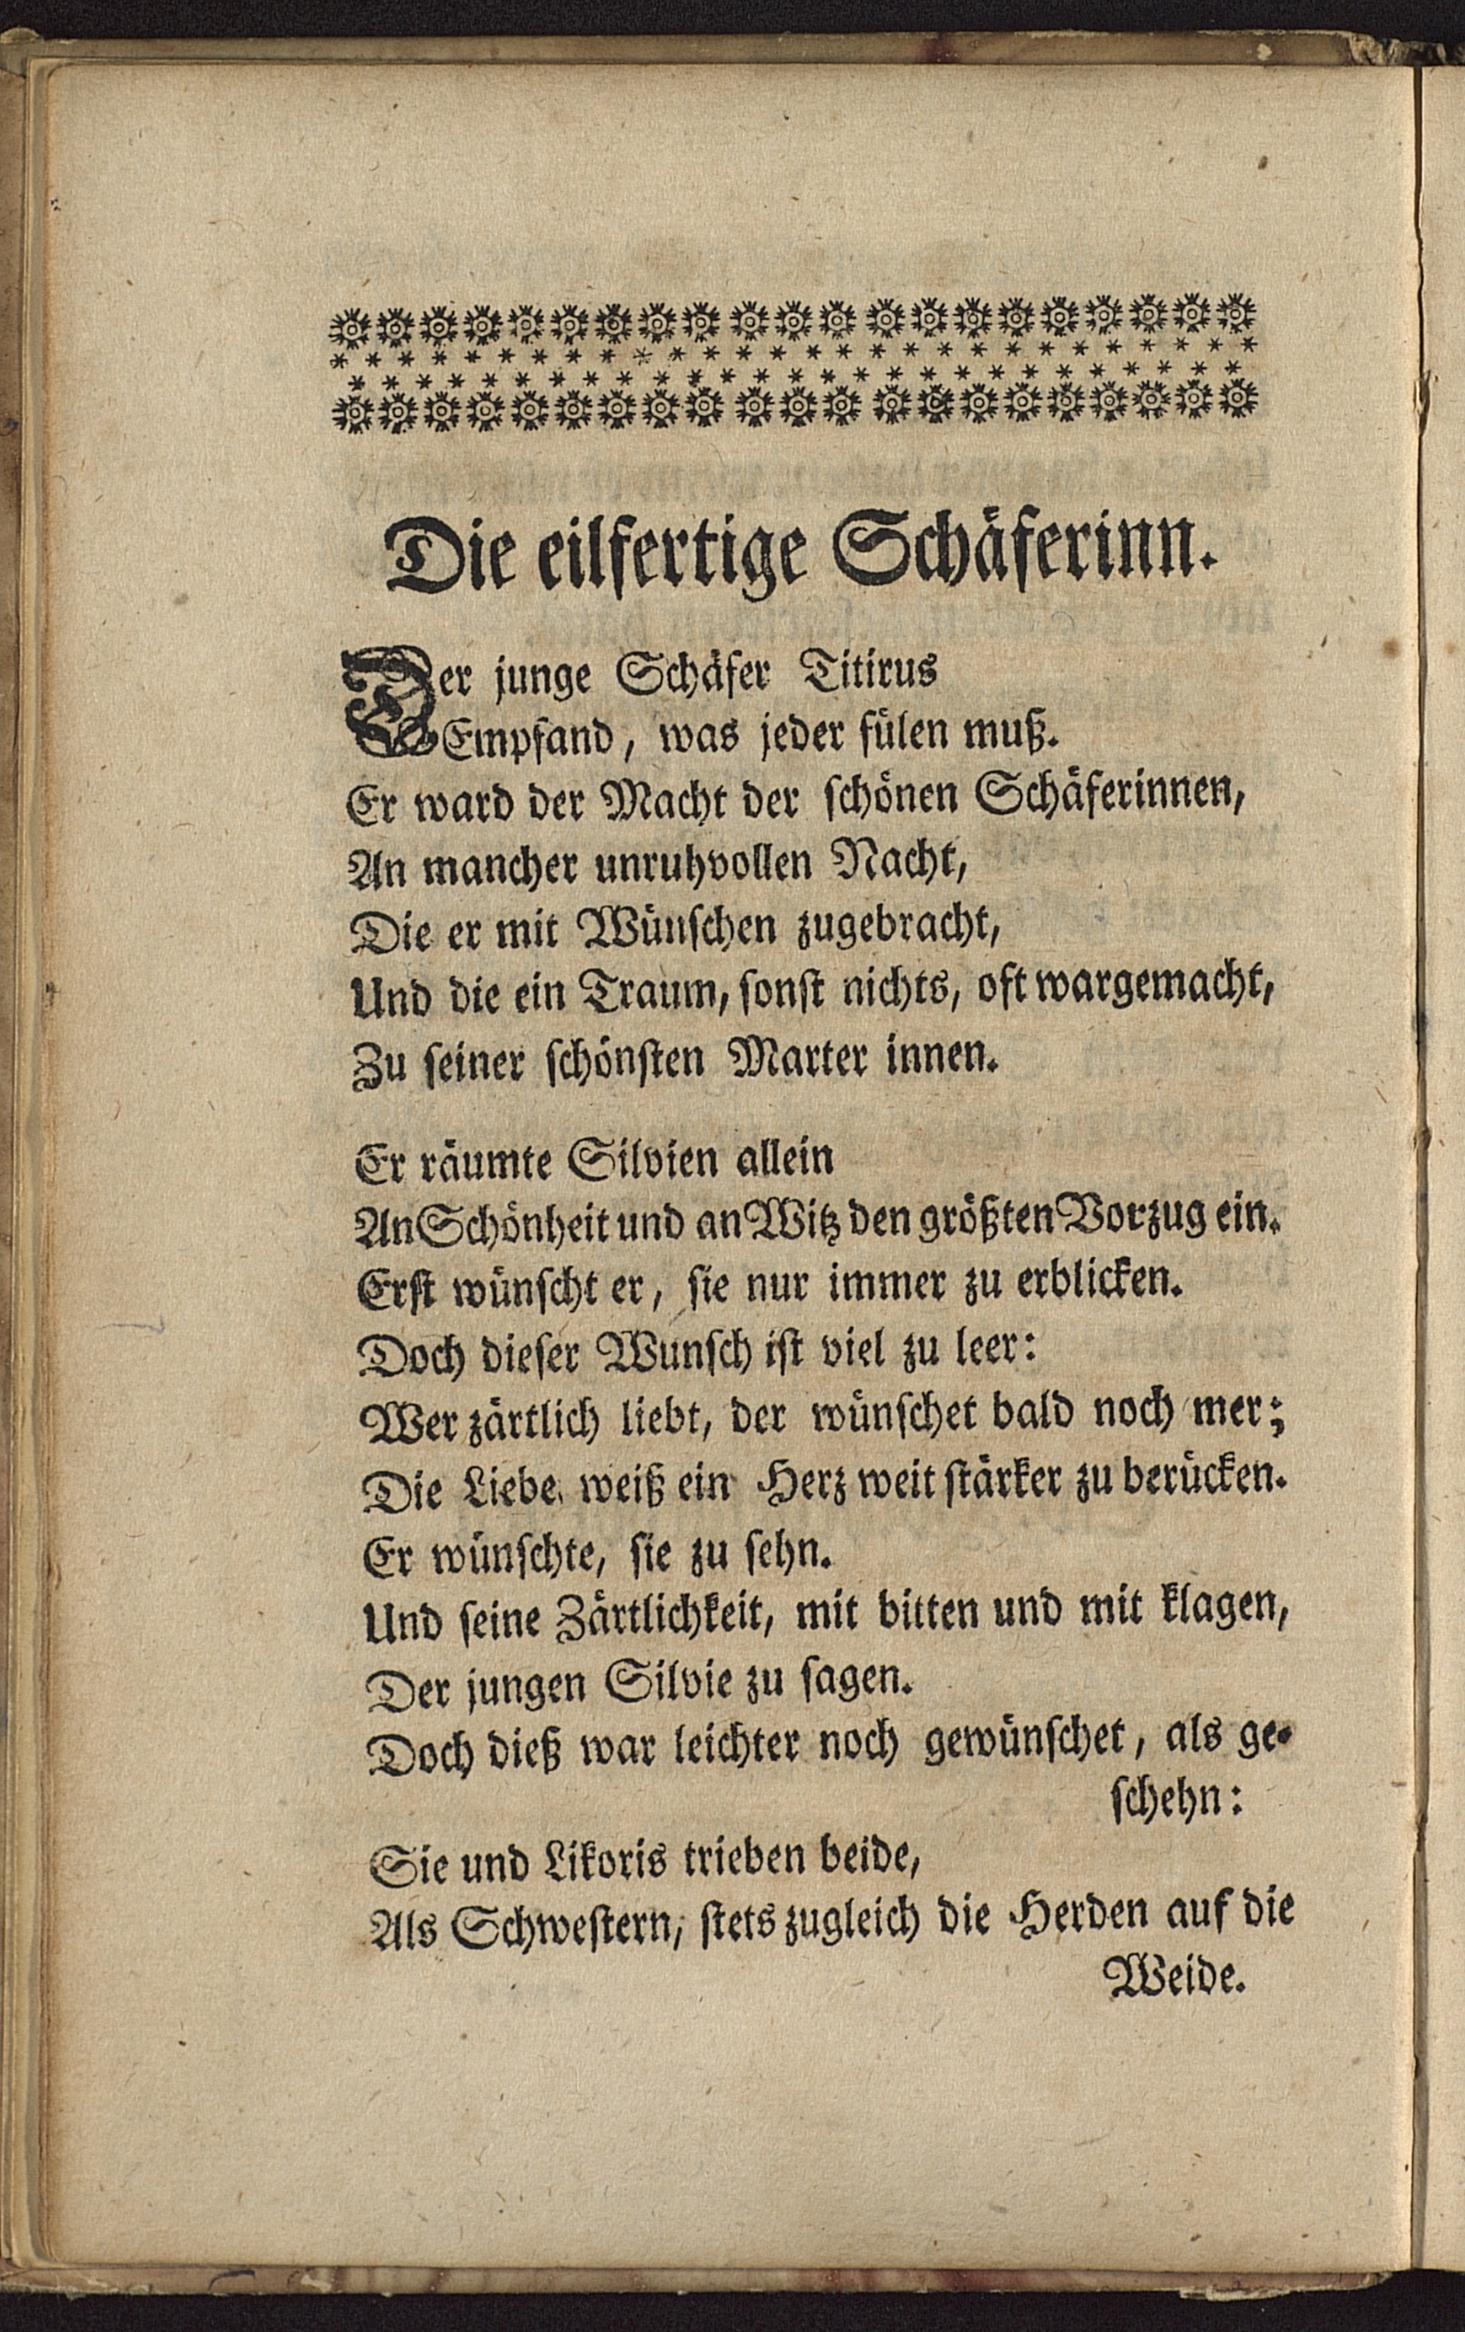 Die eilfertige Schäferinn.
Der junge Schäfer Titirus
Empfand, was jeder fülen muß.
Er ward der Macht der ſchönen Schäferinnen,
An mancher unruhvollen Nacht,
Die er mit Wünſchen zugebracht,
Und die ein Traum, ſonſt nichts, oft wargemacht,
Zu ſeiner ſchönſten Marter innen.
Er räumte Silvien allein
An Schönheit und an Witz den größten Vorzug ein.
Erſt wünſcht er, ſie nur immer zu erblicken.
Doch dieſer Wunſch iſt viel zu leer:
Wer zärtlich liebt, der wünſchet bald noch mer;
Die Liebe weiß ein Herz weit ſtärker zu berücken.
Er wünſchte, ſie zu ſehn.
Und ſeine Zärtlichkeit, mit bitten und mit klagen,
Der jungen Silvie zu ſagen.
Doch dieß war leichter noch gewünſchet, als ge-
ſchehn:
Sie und Likoris trieben beide,
Als Schweſtern, ſtets zugleich die Herden auf die
Weide.